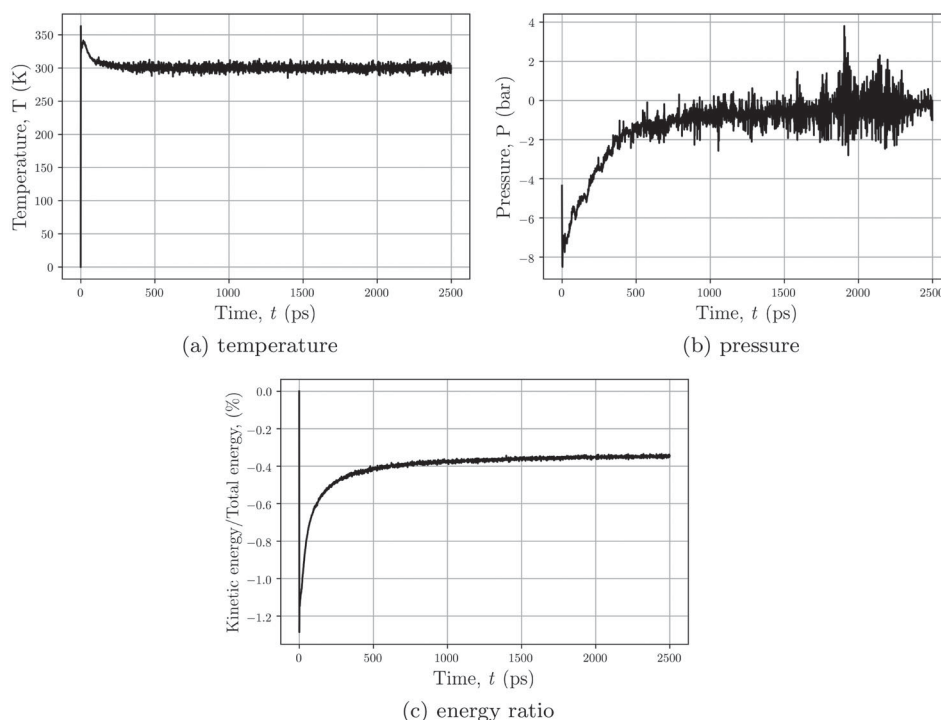 350
300
250
200
150
100
50
0
Temperature, T (K)
0 500 1000 1500 2000 2500
Time, t (ps)
(a) temperature
4
2
0
−2
−4
−6
−8
Pressure, P (bar)
0 500 1000 1500 2000 2500
Time, t (ps)
(b) pressure
0.0
−0.2
−0.4
−0.6
−0.8
−1.0
−1.2
Kinetic energy/Total energy, (%)
0 500 1000 1500 2000 2500
Time, t (ps)
(c) energy ratio